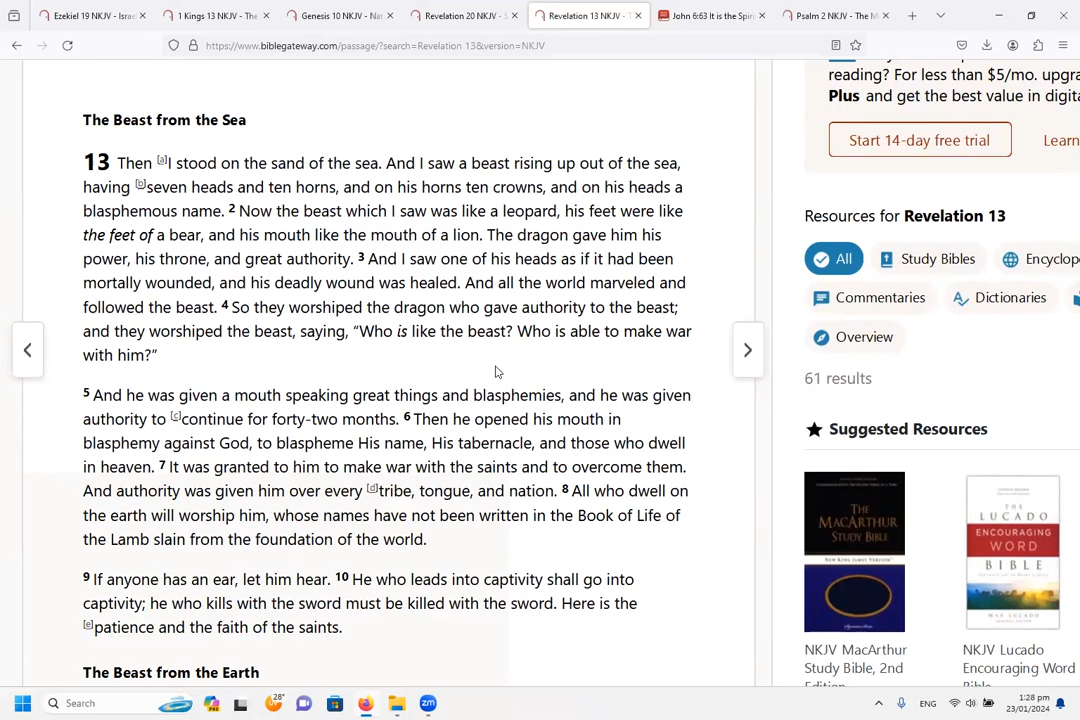 Ezekiel 19 NKJV - Israe
1 Kings 13 NKJV - The
Genesis 10 NKJV - Nat
Revelation 20 NKJV - S
Revelation 13 NKJV - T
John 6:63 It is the Spir
Psalm 2 NKJV - The M
https://www.biblegateway.com/passage/?search=Revelation 13&version=NKJV
The Beast from the Sea
13 Then [a]I stood on the sand of the sea. And I saw a beast rising up out of the sea,
having [b]seven heads and ten horns, and on his horns ten crowns, and on his heads a
blasphemous name. 2 Now the beast which I saw was like a leopard, his feet were like
the feet of a bear, and his mouth like the mouth of a lion. The dragon gave him his
power, his throne, and great authority. 3 And I saw one of his heads as if it had been
mortally wounded, and his deadly wound was healed. And all the world marveled and
followed the beast. 4 So they worshiped the dragon who gave authority to the beast;
and they worshiped the beast, saying, “Who is like the beast? Who is able to make war
with him?”
5 And he was given a mouth speaking great things and blasphemies, and he was given
authority to [c]continue for forty-two months. 6 Then he opened his mouth in
blasphemy against God, to blaspheme His name, His tabernacle, and those who dwell
in heaven. 7 It was granted to him to make war with the saints and to overcome them.
And authority was given him over every [d]tribe, tongue, and nation. 8 All who dwell on
the earth will worship him, whose names have not been written in the Book of Life of
the Lamb slain from the foundation of the world.
9 If anyone has an ear, let him hear. 10 He who leads into captivity shall go into
captivity; he who kills with the sword must be killed with the sword. Here is the
[e]patience and the faith of the saints.
The Beast from the Earth
reading? For less than $5/mo. upgra
Plus and get the best value in digita
Start 14-day free trial
Learn
Resources for Revelation 13
All
Study Bibles
Encyclop
Commentaries
Dictionaries
Overview
61 results
Suggested Resources
THE
MACARTHUR
STUDY BIBLE
NEW KING JAMES VERSION
THE
LUCADO
ENCOURAGING
WORD
BIBLE
MAX LUCADO
NKJV MacArthur
Study Bible, 2nd
Edition
NKJV Lucado
Encouraging Word
Bible
Search
28°
zm
ENG
1:28 pm
23/01/2024